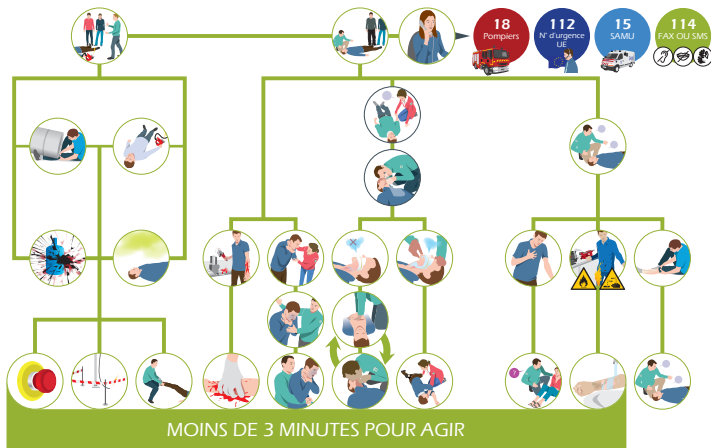 18
Pompiers
112
N° d'urgence
UE
15
SAMU
114
FAX OU SMS
?
MOINS DE 3 MINUTES POUR AGIR